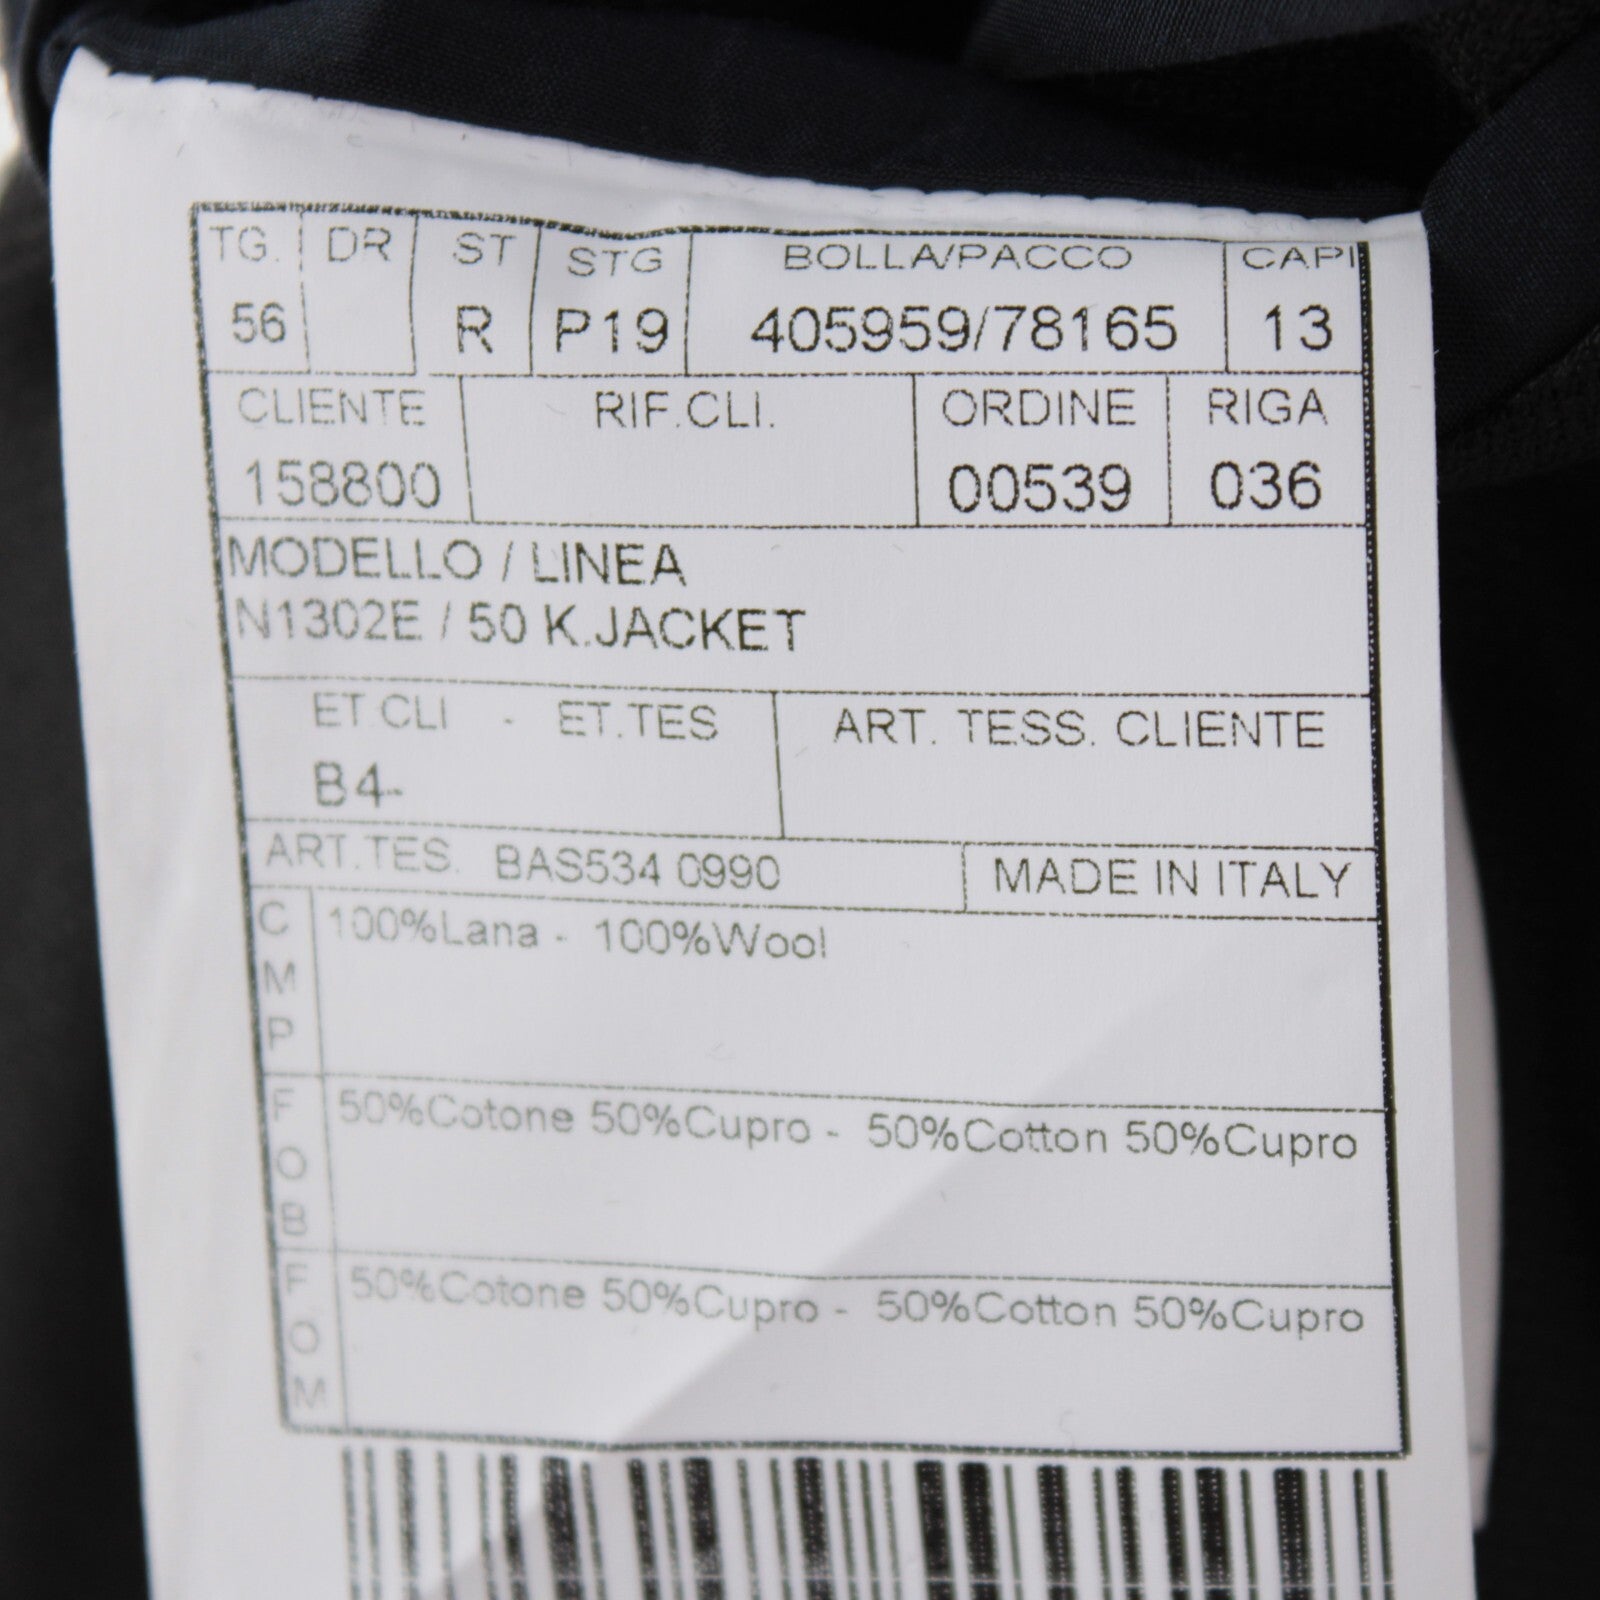 TG. DR ST STG BOLLA/PACCO CAPI
56 R P19 405959/78165 13
CLIENTE RIF.CLI. ORDINE RIGA
158800 00539 036
MODELLO / LINEA
N1302E / 50 K.JACKET
ET.CLI - ET.TES ART. TESS. CLIENTE
B4-
ART.TES. BAS534 0990 MADE IN ITALY
CMP 100%Lana - 100%Wool
FOB 50%Cotone 50%Cupro - 50%Cotton 50%Cupro
FOM 50%Cotone 50%Cupro - 50%Cotton 50%Cupro